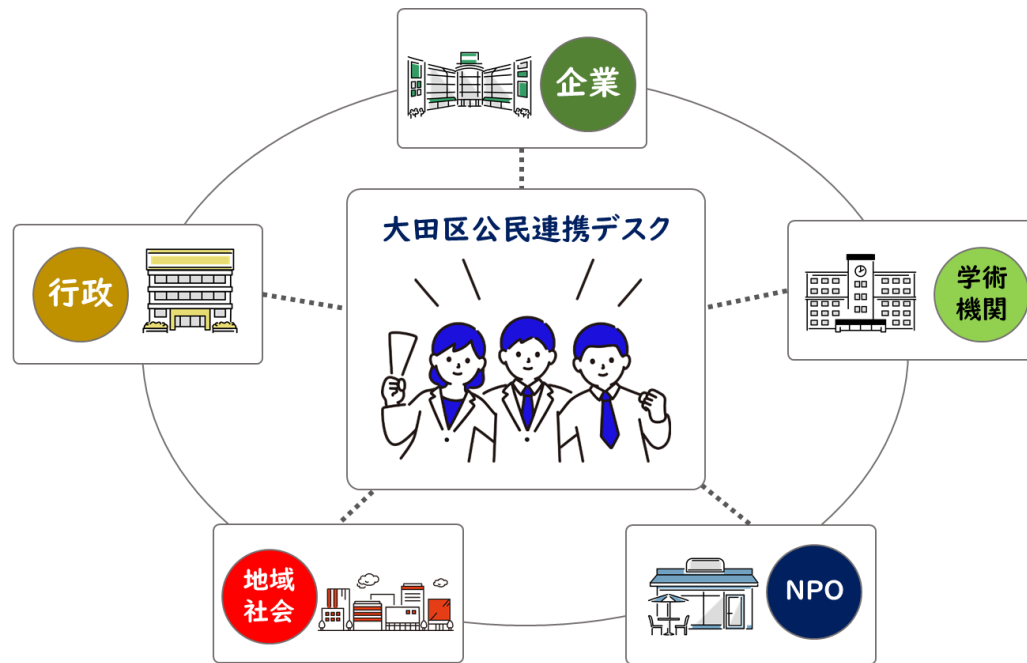 企業
大田区公民連携デスク
行政
学術
機関
地域
社会
NPO